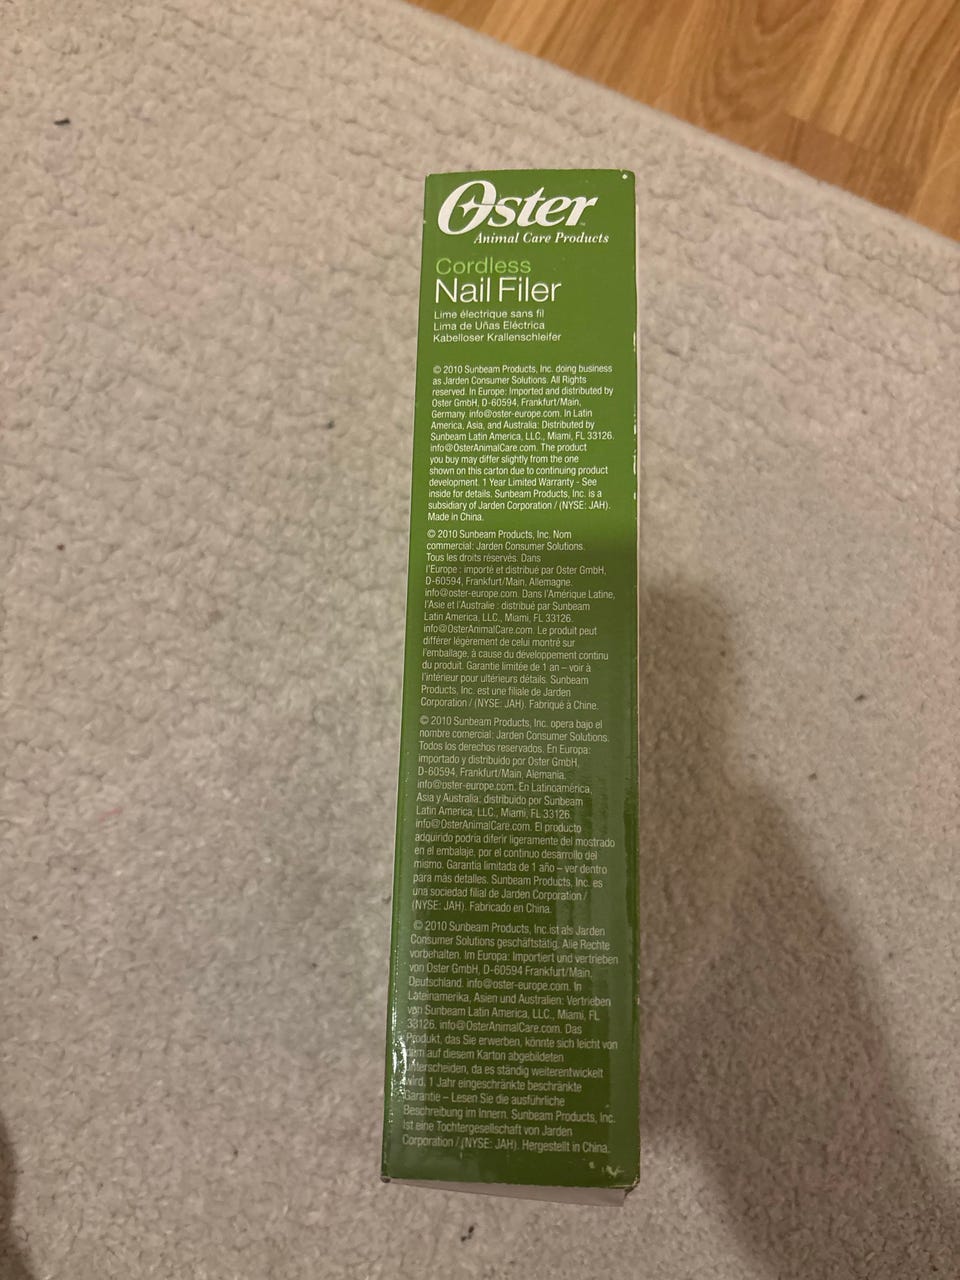 Oster
Animal Care Products
Cordless
Nail Filer
Lime électrique sans fil
Lima de Uñas Eléctrica
Kabelloser Krallenschleifer
© 2010 Sunbeam Products, Inc. doing business
as Jarden Consumer Solutions. All Rights
reserved. In Europe: Imported and distributed by
Oster GmbH, D-60594, Frankfurt/Main,
Germany. info@oster-europe.com. In Latin
America, Asia, and Australia: Distributed by
Sunbeam Latin America, LLC., Miami, FL 33126.
info@OsterAnimalCare.com. The product
you buy may differ slightly from the one
shown on this carton due to continuing product
development. 1 Year Limited Warranty - See
inside for details. Sunbeam Products, Inc. is a
subsidiary of Jarden Corporation / (NYSE: JAH).
Made in China.
© 2010 Sunbeam Products, Inc. Nom
commercial: Jarden Consumer Solutions.
Tous les droits réservés. Dans
l'Europe : importé et distribué par Oster GmbH,
D-60594, Frankfurt/Main, Allemagne.
info@oster-europe.com. Dans l'Amérique Latine,
l'Asie et l'Australie : distribué par Sunbeam
Latin America, LLC., Miami, FL 33126.
info@OsterAnimalCare.com. Le produit peut
différer légèrement de celui montré sur
l'emballage, à cause du développement continu
du produit. Garantie limitée de 1 an – voir à
l'intérieur pour ultérieurs détails. Sunbeam
Products, Inc. est une filiale de Jarden
Corporation / (NYSE: JAH). Fabriqué à Chine.
© 2010 Sunbeam Products, Inc. opera bajo el
nombre comercial: Jarden Consumer Solutions.
Todos los derechos reservados. En Europa:
importado y distribuido por Oster GmbH,
D-60594, Frankfurt/Main, Alemania.
info@oster-europe.com. En Latinoamérica,
Asia y Australia: distribuido por Sunbeam
Latin America, LLC., Miami, FL 33126.
info@OsterAnimalCare.com. El producto
adquirido podría diferir ligeramente del mostrado
en el embalaje, por el continuo desarrollo del
mismo. Garantía limitada de 1 año – ver dentro
para más detalles. Sunbeam Products, Inc. es
una sociedad filial de Jarden Corporation /
(NYSE: JAH). Fabricado en China.
© 2010 Sunbeam Products, Inc.ist als Jarden
Consumer Solutions geschäftstätig. Alle Rechte
vorbehalten. Im Europa: Importiert und vertrieben
von Oster GmbH, D-60594 Frankfurt/Main,
Deutschland. info@oster-europe.com. In
Lateinamerika, Asien und Australien: Vertrieben
von Sunbeam Latin America, LLC., Miami, FL
33126. info@OsterAnimalCare.com. Das
Produkt, das Sie erwerben, könnte sich leicht von
dem auf diesem Karton abgebildeten
unterscheiden, da es ständig weiterentwickelt
wird. 1 Jahr eingeschränkte beschränkte
Garantie – Lesen Sie die ausführliche
Beschreibung im Innern. Sunbeam Products, Inc.
ist eine Tochtergesellschaft von Jarden
Corporation / (NYSE: JAH). Hergestellt in China.